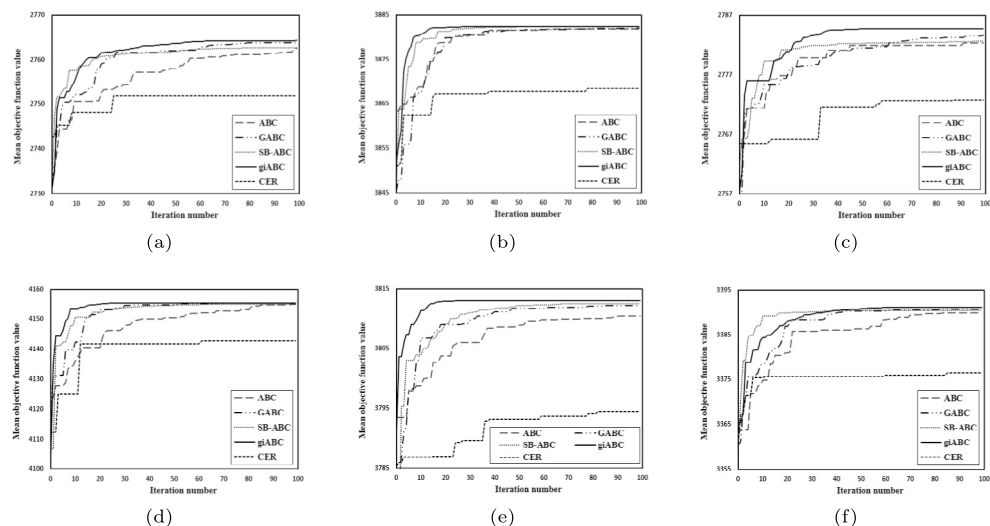 2770
2760
2750
2740
2730
Mean objective function value
0 10 20 30 40 50 60 70 80 90 100
Iteration number
ABC
GABC
SB-ABC
giABC
CER
(a)
3885
3875
3865
3855
3845
Mean objective function value
0 10 20 30 40 50 60 70 80 90 100
Iteration number
ABC
GABC
SB-ABC
giABC
CER
(b)
2787
2777
2767
2757
Mean objective function value
0 10 20 30 40 50 60 70 80 90 100
Iteration number
ABC
GABC
SB-ABC
giABC
CER
(c)
4160
4150
4140
4130
4120
4110
4100
Mean objective function value
0 10 20 30 40 50 60 70 80 90 100
Iteration number
ABC
GABC
SB-ABC
giABC
CER
(d)
3815
3805
3795
3785
Mean objective function value
0 10 20 30 40 50 60 70 80 90 100
Iteration number
ABC GABC
SB-ABC giABC
CER
(e)
3395
3385
3375
3365
3355
Mean objective function value
0 10 20 30 40 50 60 70 80 90 100
Iteration number
ABC
GABC
SB-ABC
giABC
CER
(f)